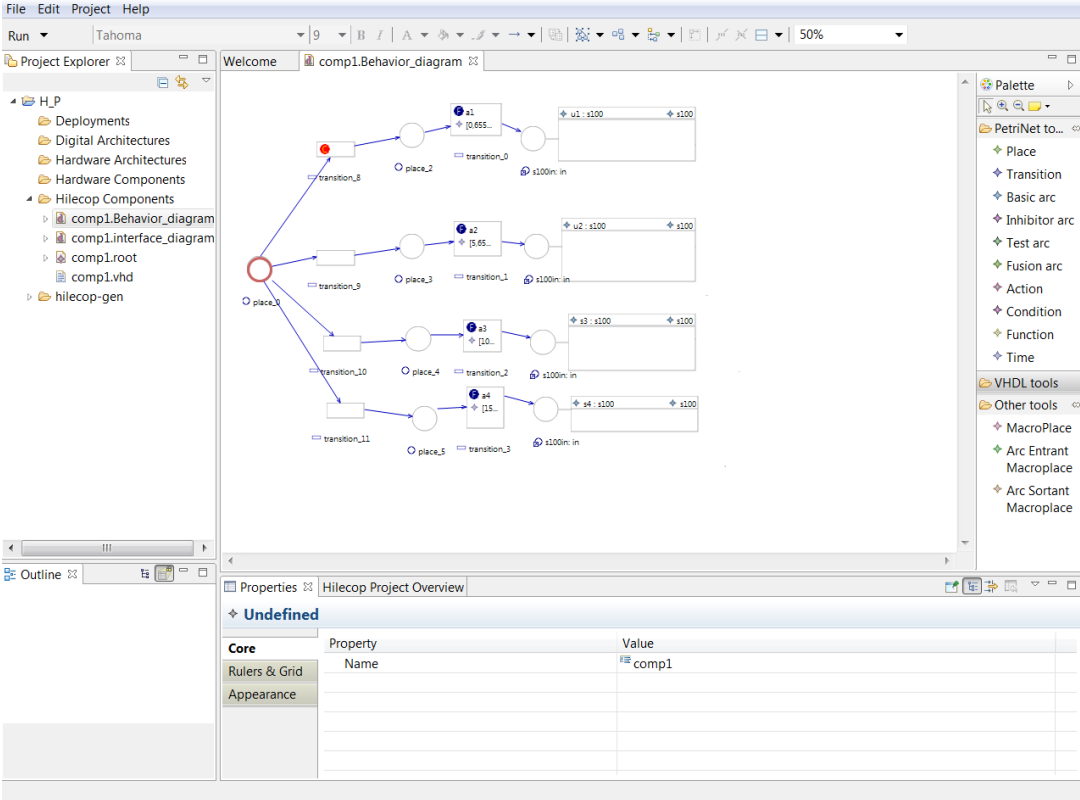 File Edit Project Help
Run Tahoma 9 B I A 50%
Project Explorer
H_P
Deployments
Digital Architectures
Hardware Architectures
Hardware Components
Hilecop Components
comp1.Behavior_diagram
comp1.interface_diagram
comp1.root
comp1.vhd
hilecop-gen
Outline
Welcome comp1.Behavior_diagram
F a1
[0,655...
u1 : s100 s100
transition_8
place_2
transition_0
s100in: in
F a2
[5,65...
u2 : s100 s100
transition_9
place_3
transition_1
s100in: in
place_0
F a3
[10...
s3 : s100 s100
transition_10
place_4
transition_2
s100in: in
F a4
[15...
s4 : s100 s100
transition_11
place_5
transition_3
s100in: in
Palette
PetriNet to...
Place
Transition
Basic arc
Inhibitor arc
Test arc
Fusion arc
Action
Condition
Function
Time
VHDL tools
Other tools
MacroPlace
Arc Entrant
Macroplace
Arc Sortant
Macroplace
Properties Hilecop Project Overview
Undefined
Core
Rulers & Grid
Appearance
Property Value
Name comp1